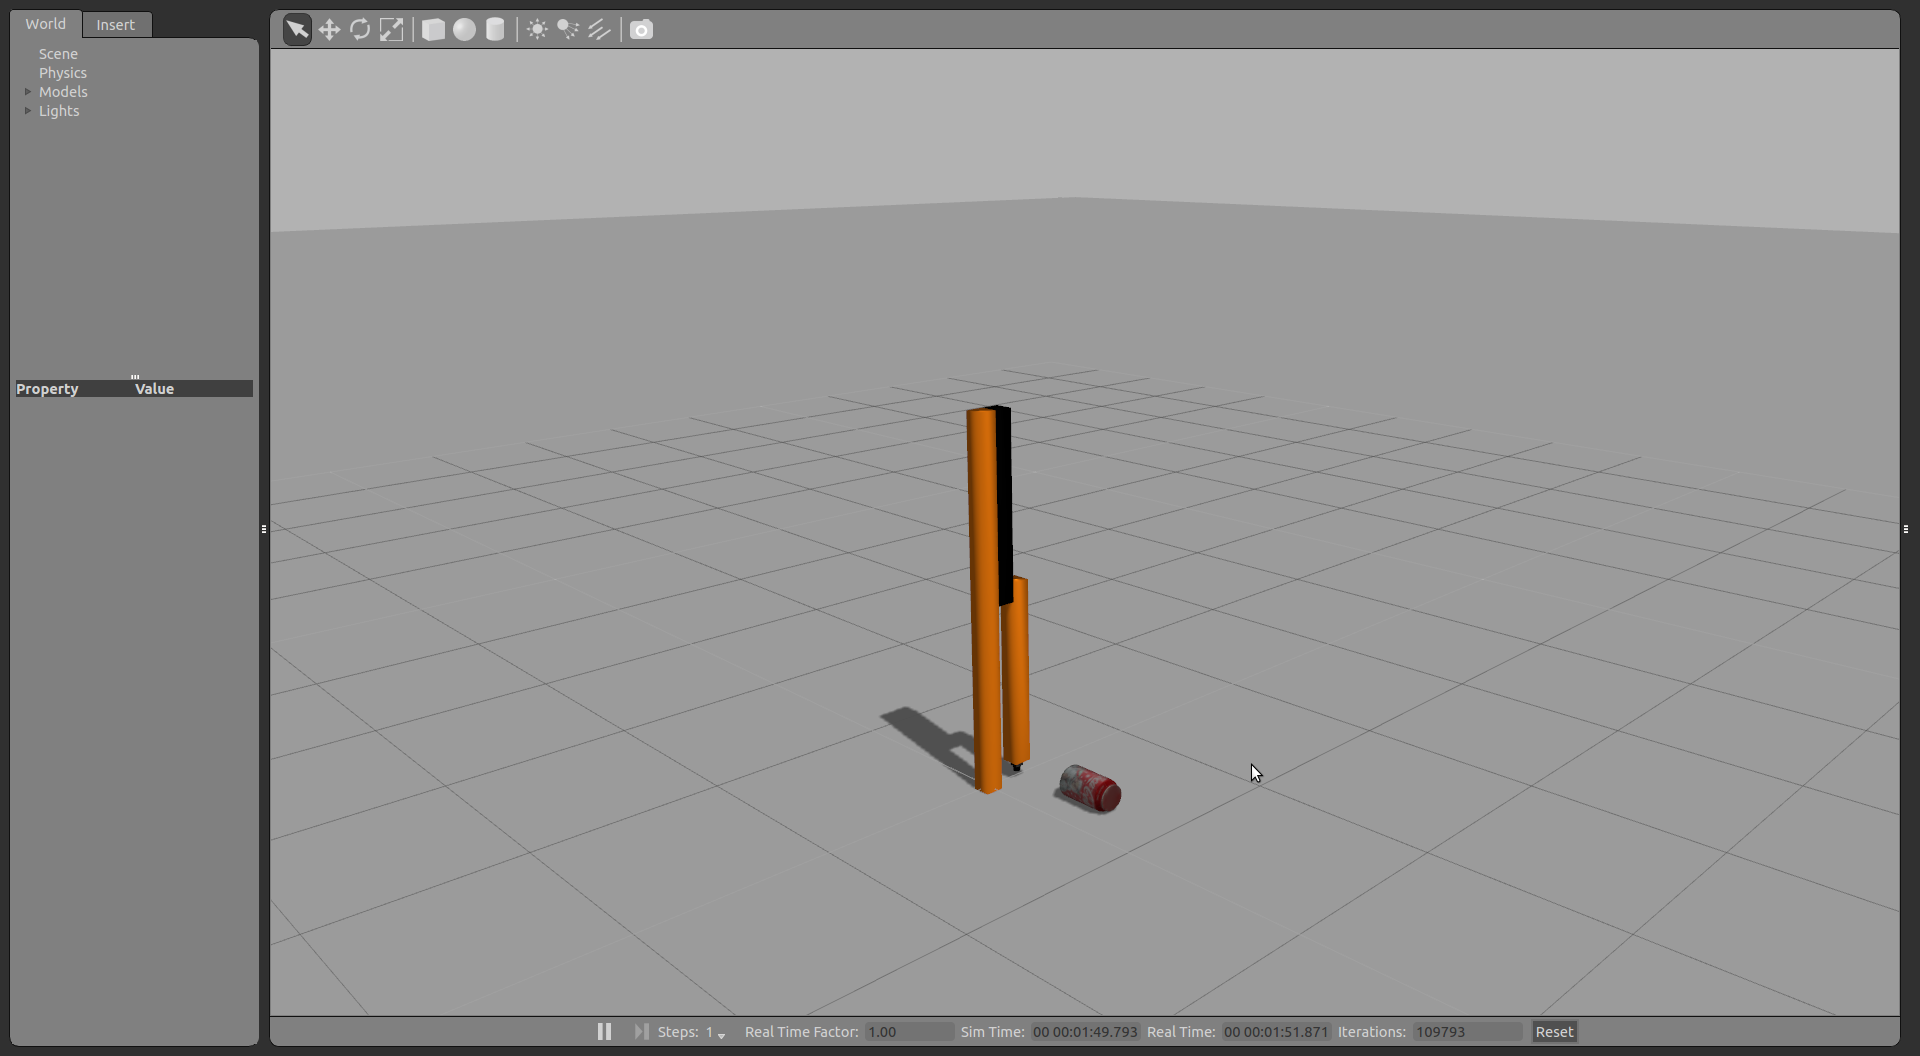 World
Insert
Scene
Physics
Models
Lights
Property Value
Steps: 1 Real Time Factor: 1.00 Sim Time: 00 00:01:49.793 Real Time: 00 00:01:51.871 Iterations: 109793 Reset